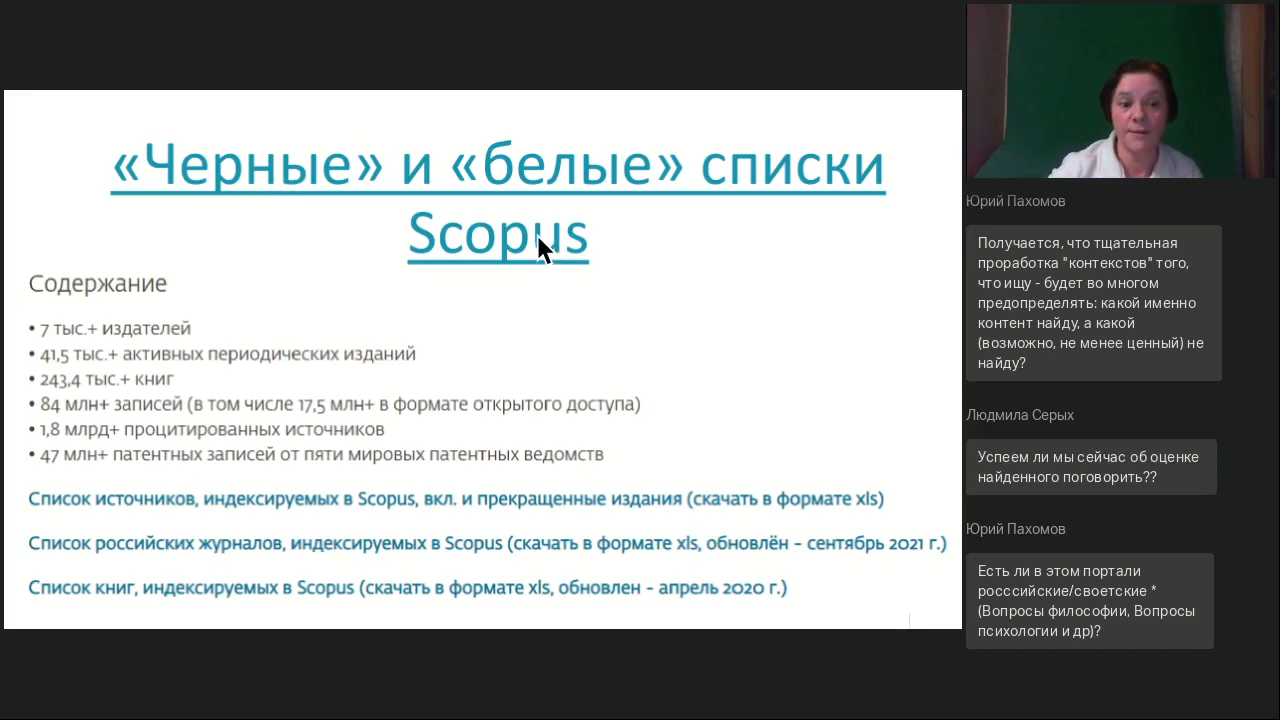 «Черные» и «белые» списки
Scopus
Содержание
• 7 тыс.+ издателей
• 41,5 тыс.+ активных периодических изданий
• 243,4 тыс.+ книг
• 84 млн+ записей (в том числе 17,5 млн+ в формате открытого доступа)
• 1,8 млрд+ процитированных источников
• 47 млн+ патентных записей от пяти мировых патентных ведомств
Список источников, индексируемых в Scopus, вкл. и прекращенные издания (скачать в формате xls)
Список российских журналов, индексируемых в Scopus (скачать в формате xls, обновлён – сентябрь 2021 г.)
Список книг, индексируемых в Scopus (скачать в формате xls, обновлен – апрель 2020 г.)
Юрий Пахомов
Получается, что тщательная
проработка "контекстов" того,
что ищу - будет во многом
предопределять: какой именно
контент найду, а какой
(возможно, не менее ценный) не
найду?
Людмила Серых
Успеем ли мы сейчас об оценке
найденного поговорить??
Юрий Пахомов
Есть ли в этом портали
росссийские/своетские *
(Вопросы философии, Вопросы
психологии и др)?